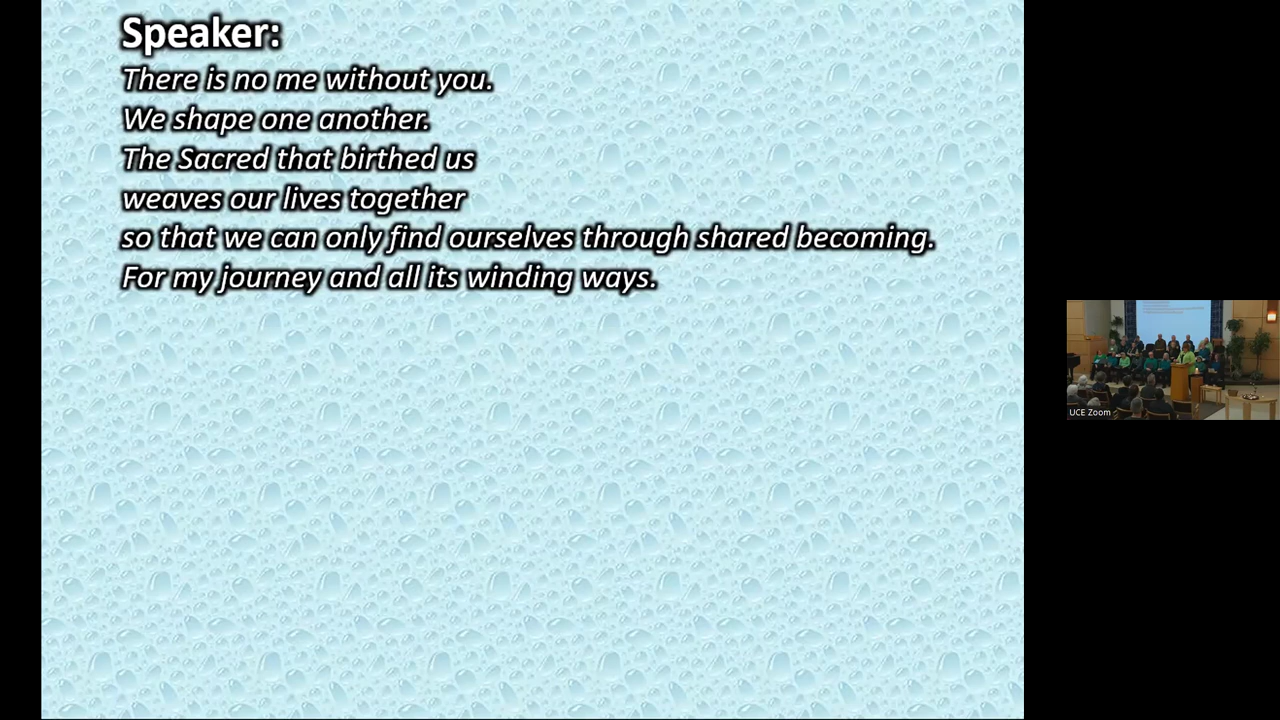 Speaker:
There is no me without you.
We shape one another.
The Sacred that birthed us
weaves our lives together
so that we can only find ourselves through shared becoming.
For my journey and all its winding ways.
UCE Zoom